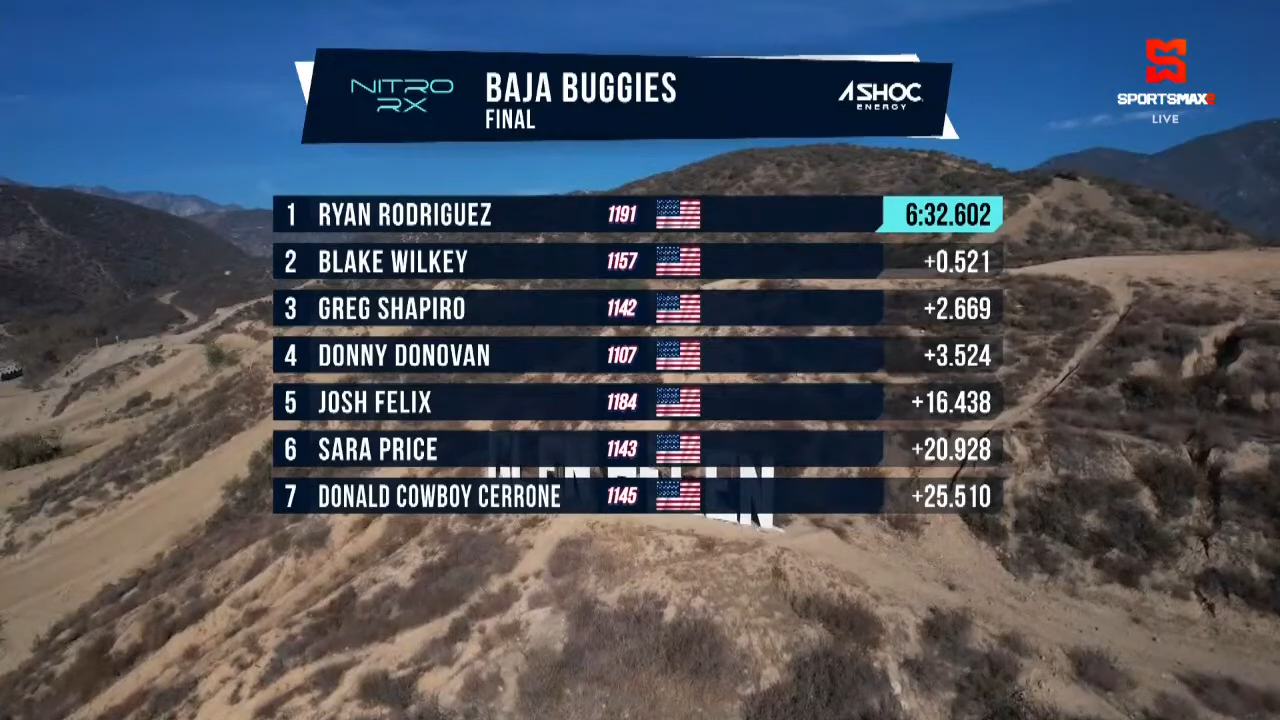 NITRO
RX
BAJA BUGGIES
FINAL
ASHOC
ENERGY
SPORTSMAX2
LIVE
1 RYAN RODRIGUEZ 1191 6:32.602
2 BLAKE WILKEY 1157 +0.521
3 GREG SHAPIRO 1142 +2.669
4 DONNY DONOVAN 1107 +3.524
5 JOSH FELIX 1184 +16.438
6 SARA PRICE 1143 +20.928
7 DONALD COWBOY CERRONE 1145 +25.510